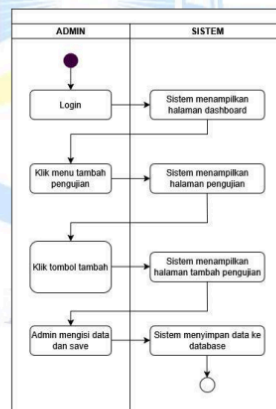 ADMIN
SISTEM
Login
Sistem menampilkan
halaman dashboard
Klik menu tambah
pengujian
Sistem menampilkan
halaman pengujian
Klik tombol tambah
Sistem menampilkan
halaman tambah pengujian
Admin mengisi data
dan save
Sistem menyimpan data ke
database